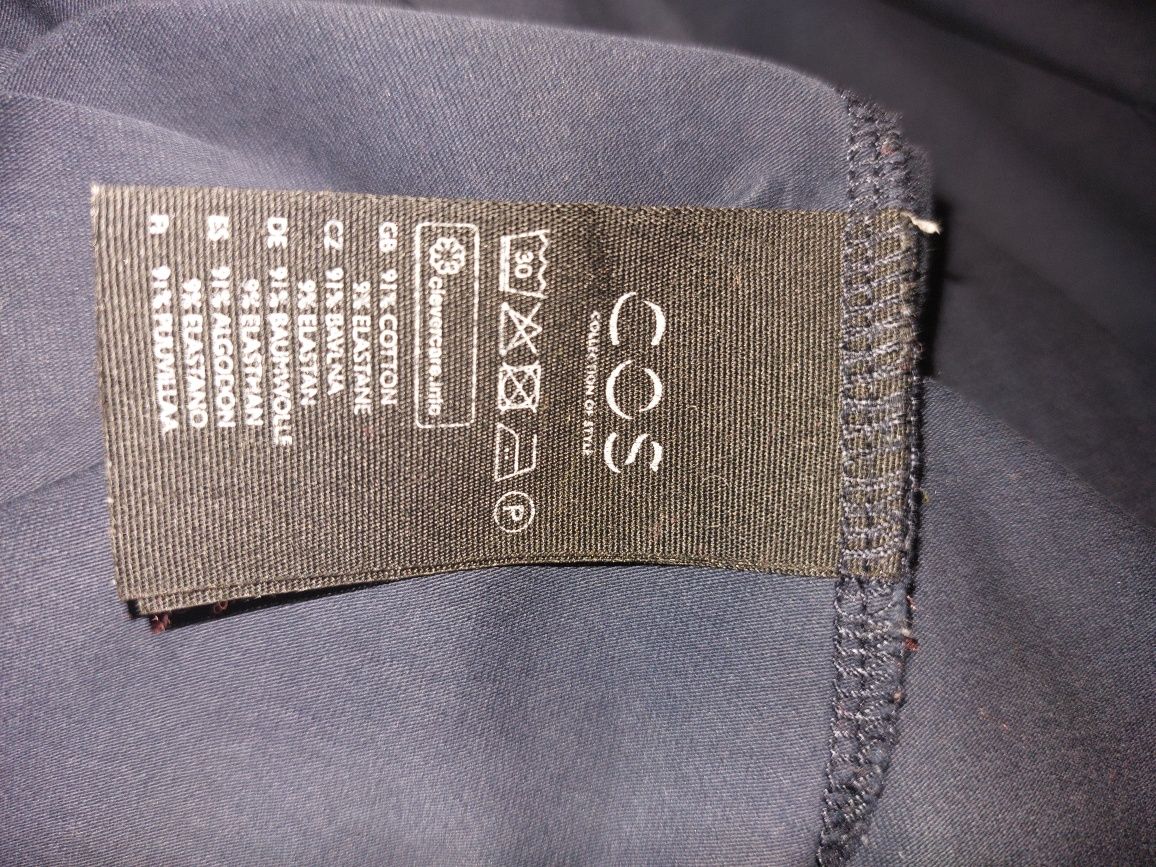 COS
COLLECTION OF STYLE
30
P
clevercare.info
GB 91% COTTON
9% ELASTANE
CZ 91% BAVLNA
9% ELASTAN
DE 91% BAUMWOLLE
9% ELASTHAN
ES 91% ALGODON
9% ELASTANO
FI 91% PUUVILLA